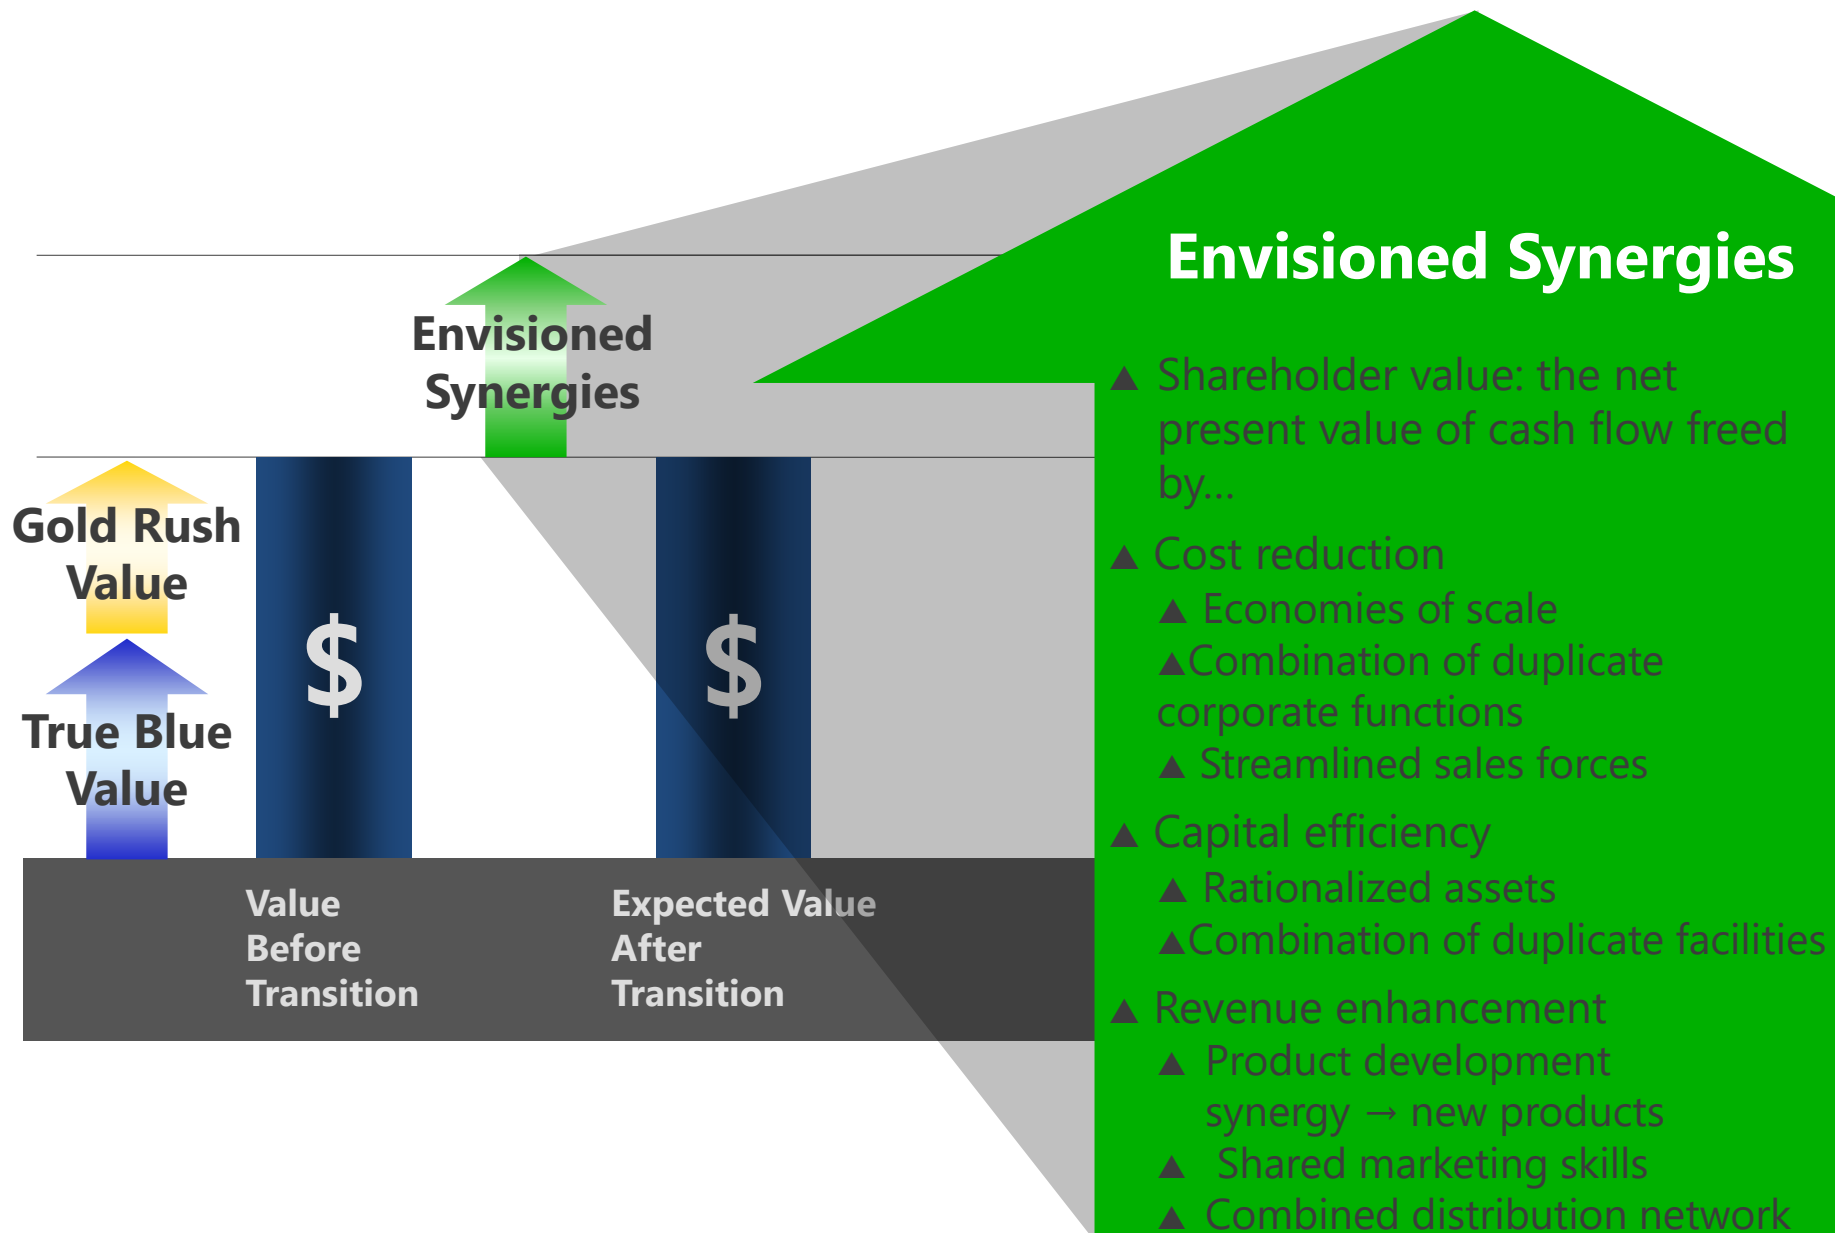 Envisioned
Synergies
Gold Rush
Value
True Blue
Value
$
$
Value
Before
Transition
Expected Value
After
Transition
Envisioned Synergies
▲ Shareholder value: the net
present value of cash flow freed
by…
▲ Cost reduction
▲ Economies of scale
▲Combination of duplicate
corporate functions
▲ Streamlined sales forces
▲ Capital efficiency
▲ Rationalized assets
▲Combination of duplicate facilities
▲ Revenue enhancement
▲ Product development
synergy → new products
▲ Shared marketing skills
▲ Combined distribution network